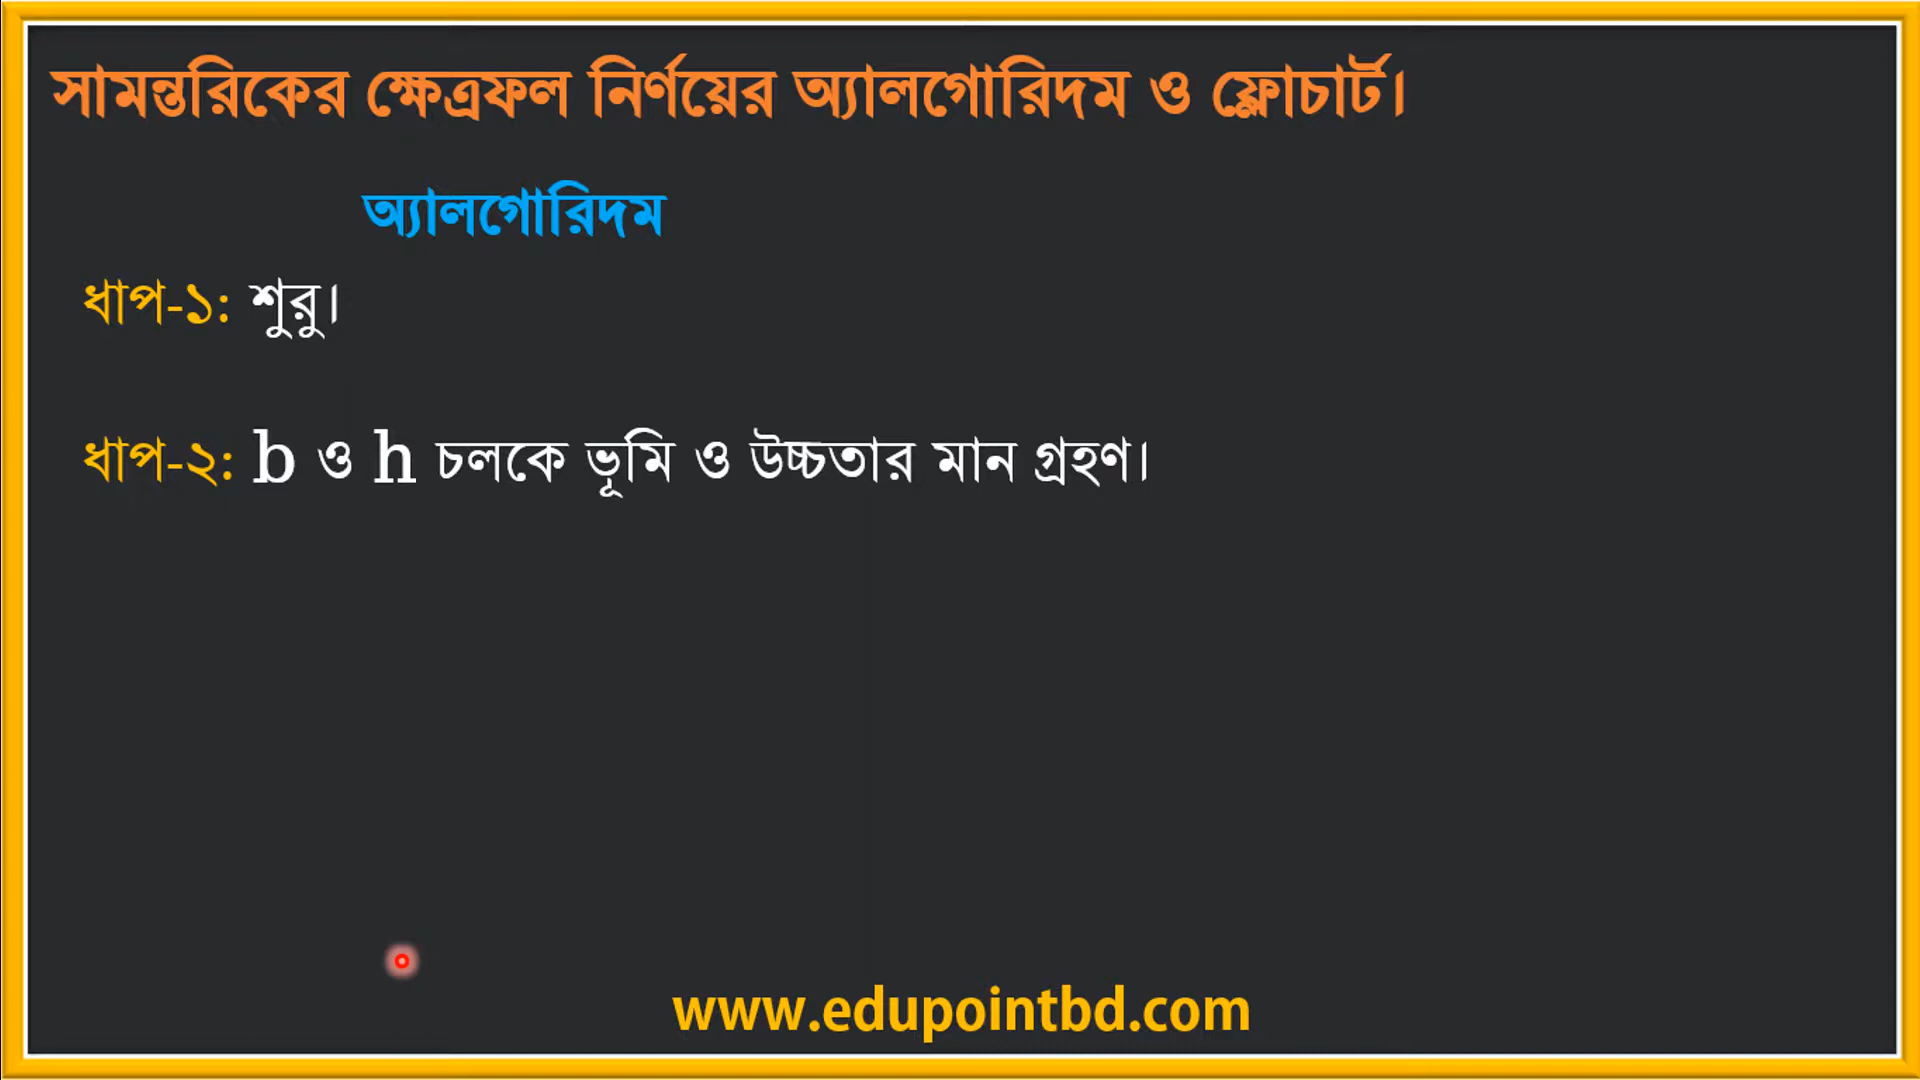 সামন্তরিকের ক্ষেত্রফল নির্ণয়ের অ্যালগোরিদম ও ফ্লোচার্ট।
অ্যালগোরিদম
ধাপ-১: শুরু।
ধাপ-২: b ও h চলকে ভূমি ও উচ্চতার মান গ্রহণ।
www.edupointbd.com